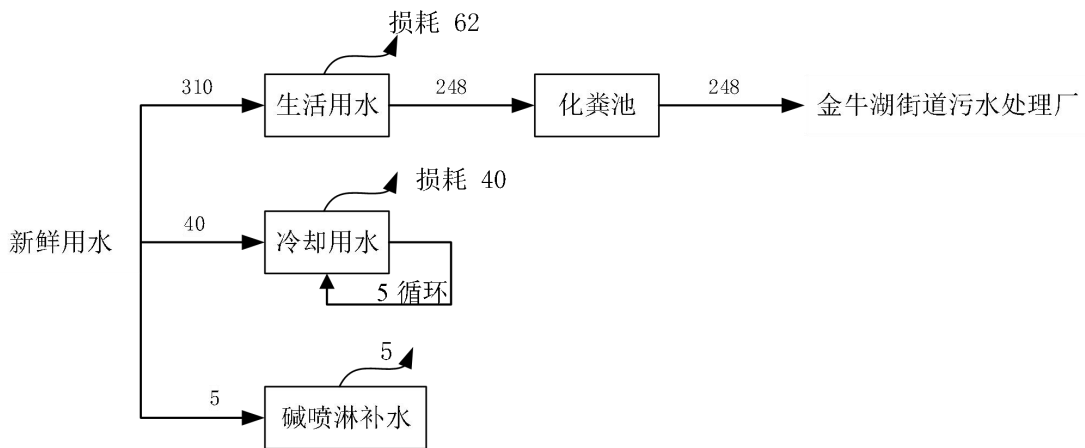 损耗 62
310
生活用水
248
化粪池
248
金牛湖街道污水处理厂
损耗 40
新鲜用水
40
冷却用水
5 循环
5
5
碱喷淋补水